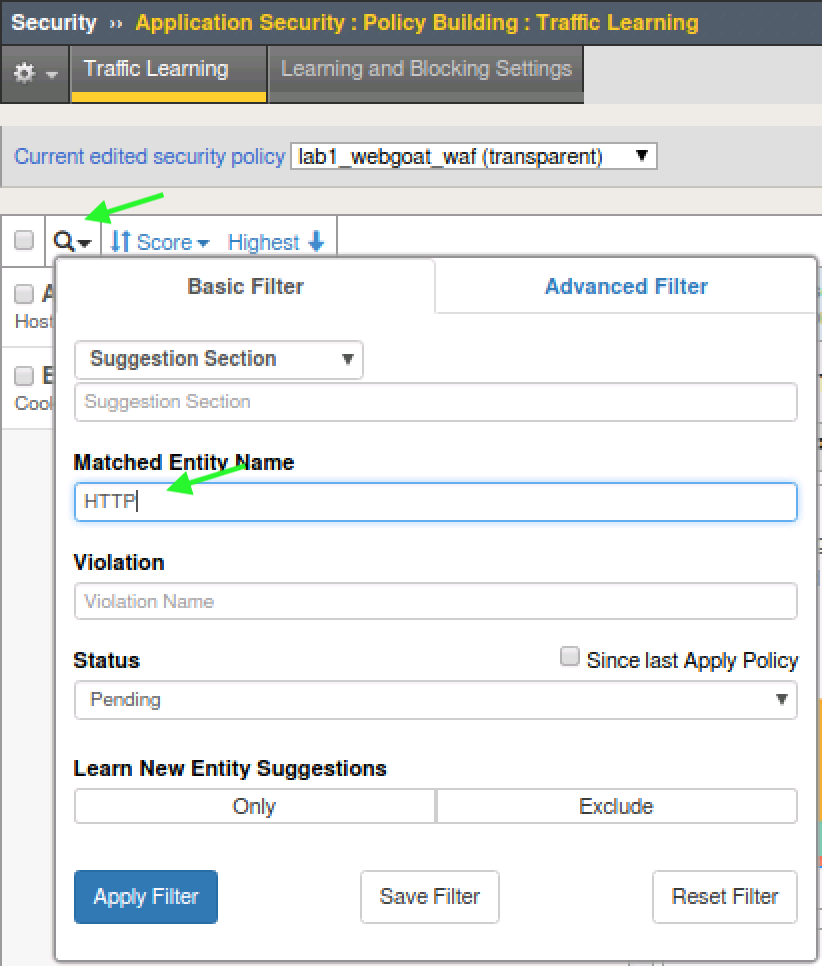 Security ›› Application Security : Policy Building : Traffic Learning
Traffic Learning Learning and Blocking Settings
Current edited security policy lab1_webgoat_waf (transparent)
Score Highest
Basic Filter Advanced Filter
Host
Suggestion Section
Suggestion Section
Matched Entity Name
HTTP
Violation
Violation Name
Status Since last Apply Policy
Pending
Learn New Entity Suggestions
Only Exclude
Apply Filter Save Filter Reset Filter